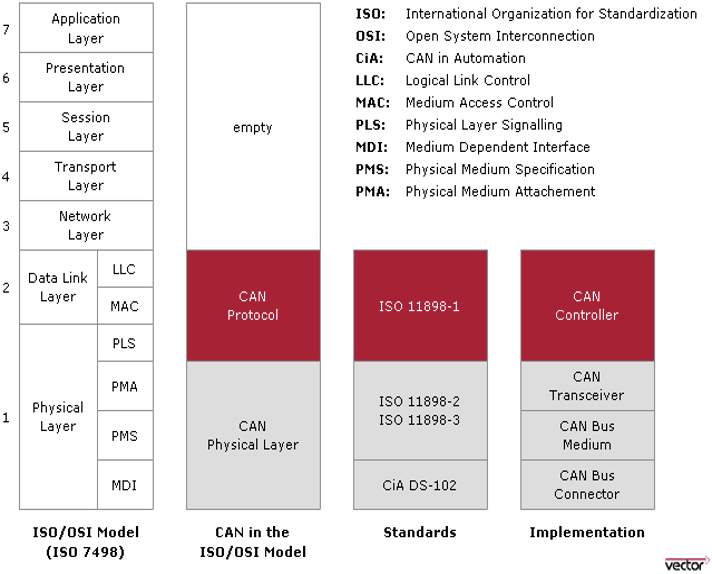 7
Application
Layer
6
Presentation
Layer
5
Session
Layer
4
Transport
Layer
3
Network
Layer
2
Data Link
Layer
LLC
MAC
1
Physical
Layer
PLS
PMA
PMS
MDI
ISO/OSI Model
(ISO 7498)
empty
CAN
Protocol
CAN
Physical Layer
CAN in the
ISO/OSI Model
ISO 11898-1
ISO 11898-2
ISO 11898-3
CiA DS-102
Standards
CAN
Controller
CAN
Transceiver
CAN Bus
Medium
CAN Bus
Connector
Implementation
ISO: International Organization for Standardization
OSI: Open System Interconnection
CiA: CAN in Automation
LLC: Logical Link Control
MAC: Medium Access Control
PLS: Physical Layer Signalling
MDI: Medium Dependent Interface
PMS: Physical Medium Specification
PMA: Physical Medium Attachement
vector